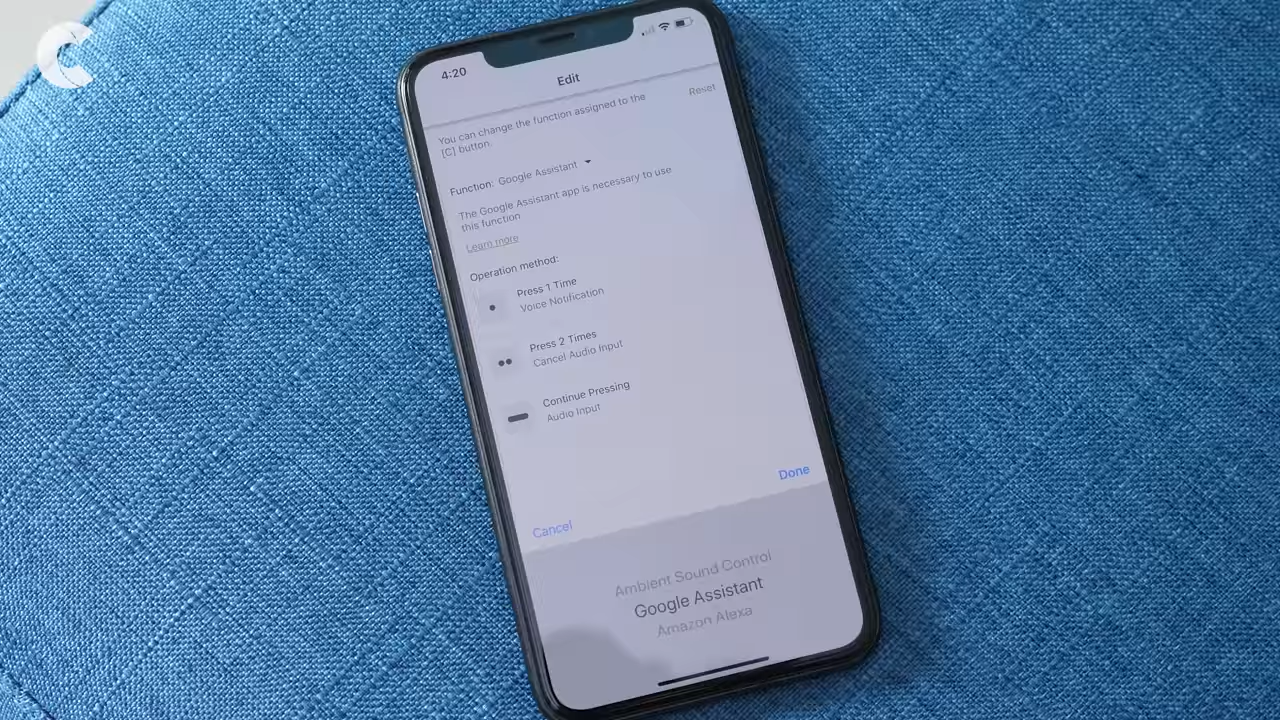 4:20
Edit
Reset
You can change the function assigned to the
[C] button.
Function: Google Assistant
The Google Assistant app is necessary to use
this function
Learn more
Operation method:
Press 1 Time
Voice Notification
Press 2 Times
Cancel Audio Input
Continue Pressing
Audio Input
Done
Cancel
Ambient Sound Control
Google Assistant
Amazon Alexa